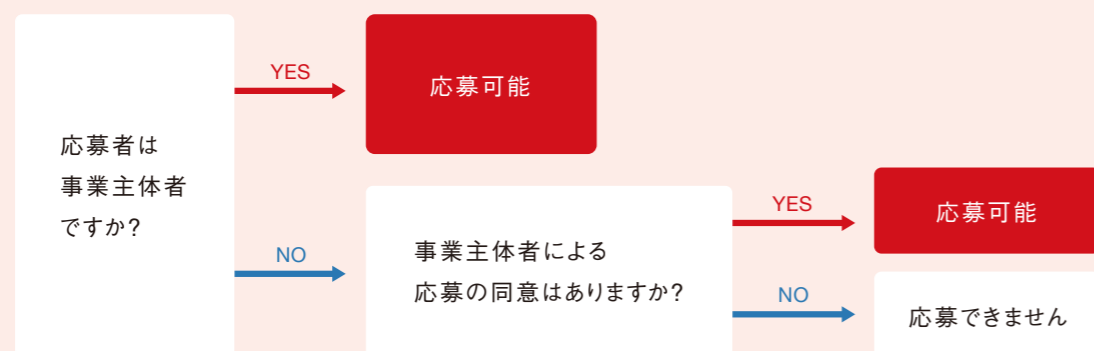 応募者は
事業主体者
ですか?
YES
応募可能
NO
事業主体者による
応募の同意はありますか?
YES
応募可能
NO
応募できません